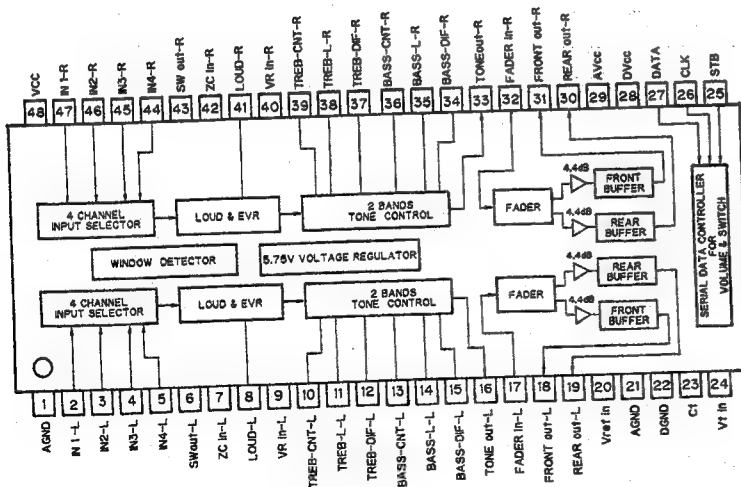 VCC
IN 1-R
IN2-R
IN3-R
IN4-R
SW out-R
ZC in-R
LOUD-R
VR in-R
TREB-CNT-R
TREB-L-R
TREB-DIF-R
BASS-CNT-R
BASS-L-R
BASS-DIF-R
TONEout-R
FADER in-R
FRONT out-R
REAR out-R
AVcc
DVcc
DATA
CLK
STB
48 47 46 45 44 43 42 41 40 39 38 37 36 35 34 33 32 31 30 29 28 27 26 25
4 CHANNEL
INPUT SELECTOR
LOUD & EVR
2 BANDS
TONE CONTROL
FADER
4.4dB
FRONT
BUFFER
4.4dB
REAR
BUFFER
WINDOW DETECTOR
5.75V VOLTAGE REGULATOR
SERIAL DATA CONTROLLER
FOR
VOLUME & SWITCH
4 CHANNEL
INPUT SELECTOR
LOUD & EVR
2 BANDS
TONE CONTROL
FADER
4.4dB
REAR
BUFFER
4.4dB
FRONT
BUFFER
1 2 3 4 5 6 7 8 9 10 11 12 13 14 15 16 17 18 19 20 21 22 23 24
AGND
IN 1-L
IN2-L
IN3-L
IN4-L
SWout-L
ZC in-L
LOUD-L
VR in-L
TREB-CNT-L
TREB-L-L
TREB-DIF-L
BASS-CNT-L
BASS-L-L
BASS-DIF-L
TONE out-L
FADER in-L
FRONT out-L
REAR out-L
Vref in
AGND
DGND
Ct
Vt in